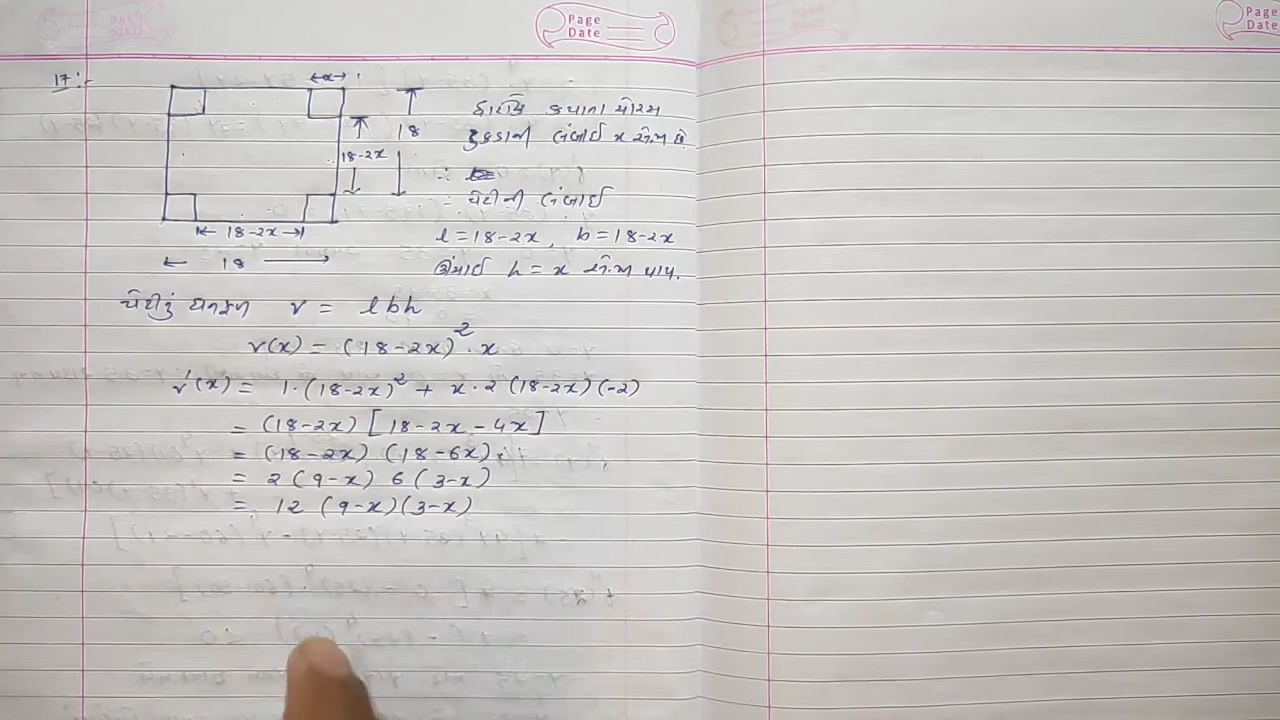 Page
Date
Page
Date
17:-
x
18
18-2x
18-2x
18
ધારો કે કપાતા ચોરસ
ટુકડાની લંબાઈ x સે.મી છે.
∴
∴ પેટીની લંબાઈ
l = 18-2x, b = 18-2x
ઊંચાઈ h = x સે.મી થાય.
પેટીનું ઘનફળ v = lbh
v(x) = (18-2x)² · x
v'(x) = 1·(18-2x)² + x·2(18-2x)(-2)
= (18-2x) [18-2x-4x]
= (18-2x) (18-6x)
= 2(9-x) 6(3-x)
= 12 (9-x)(3-x)